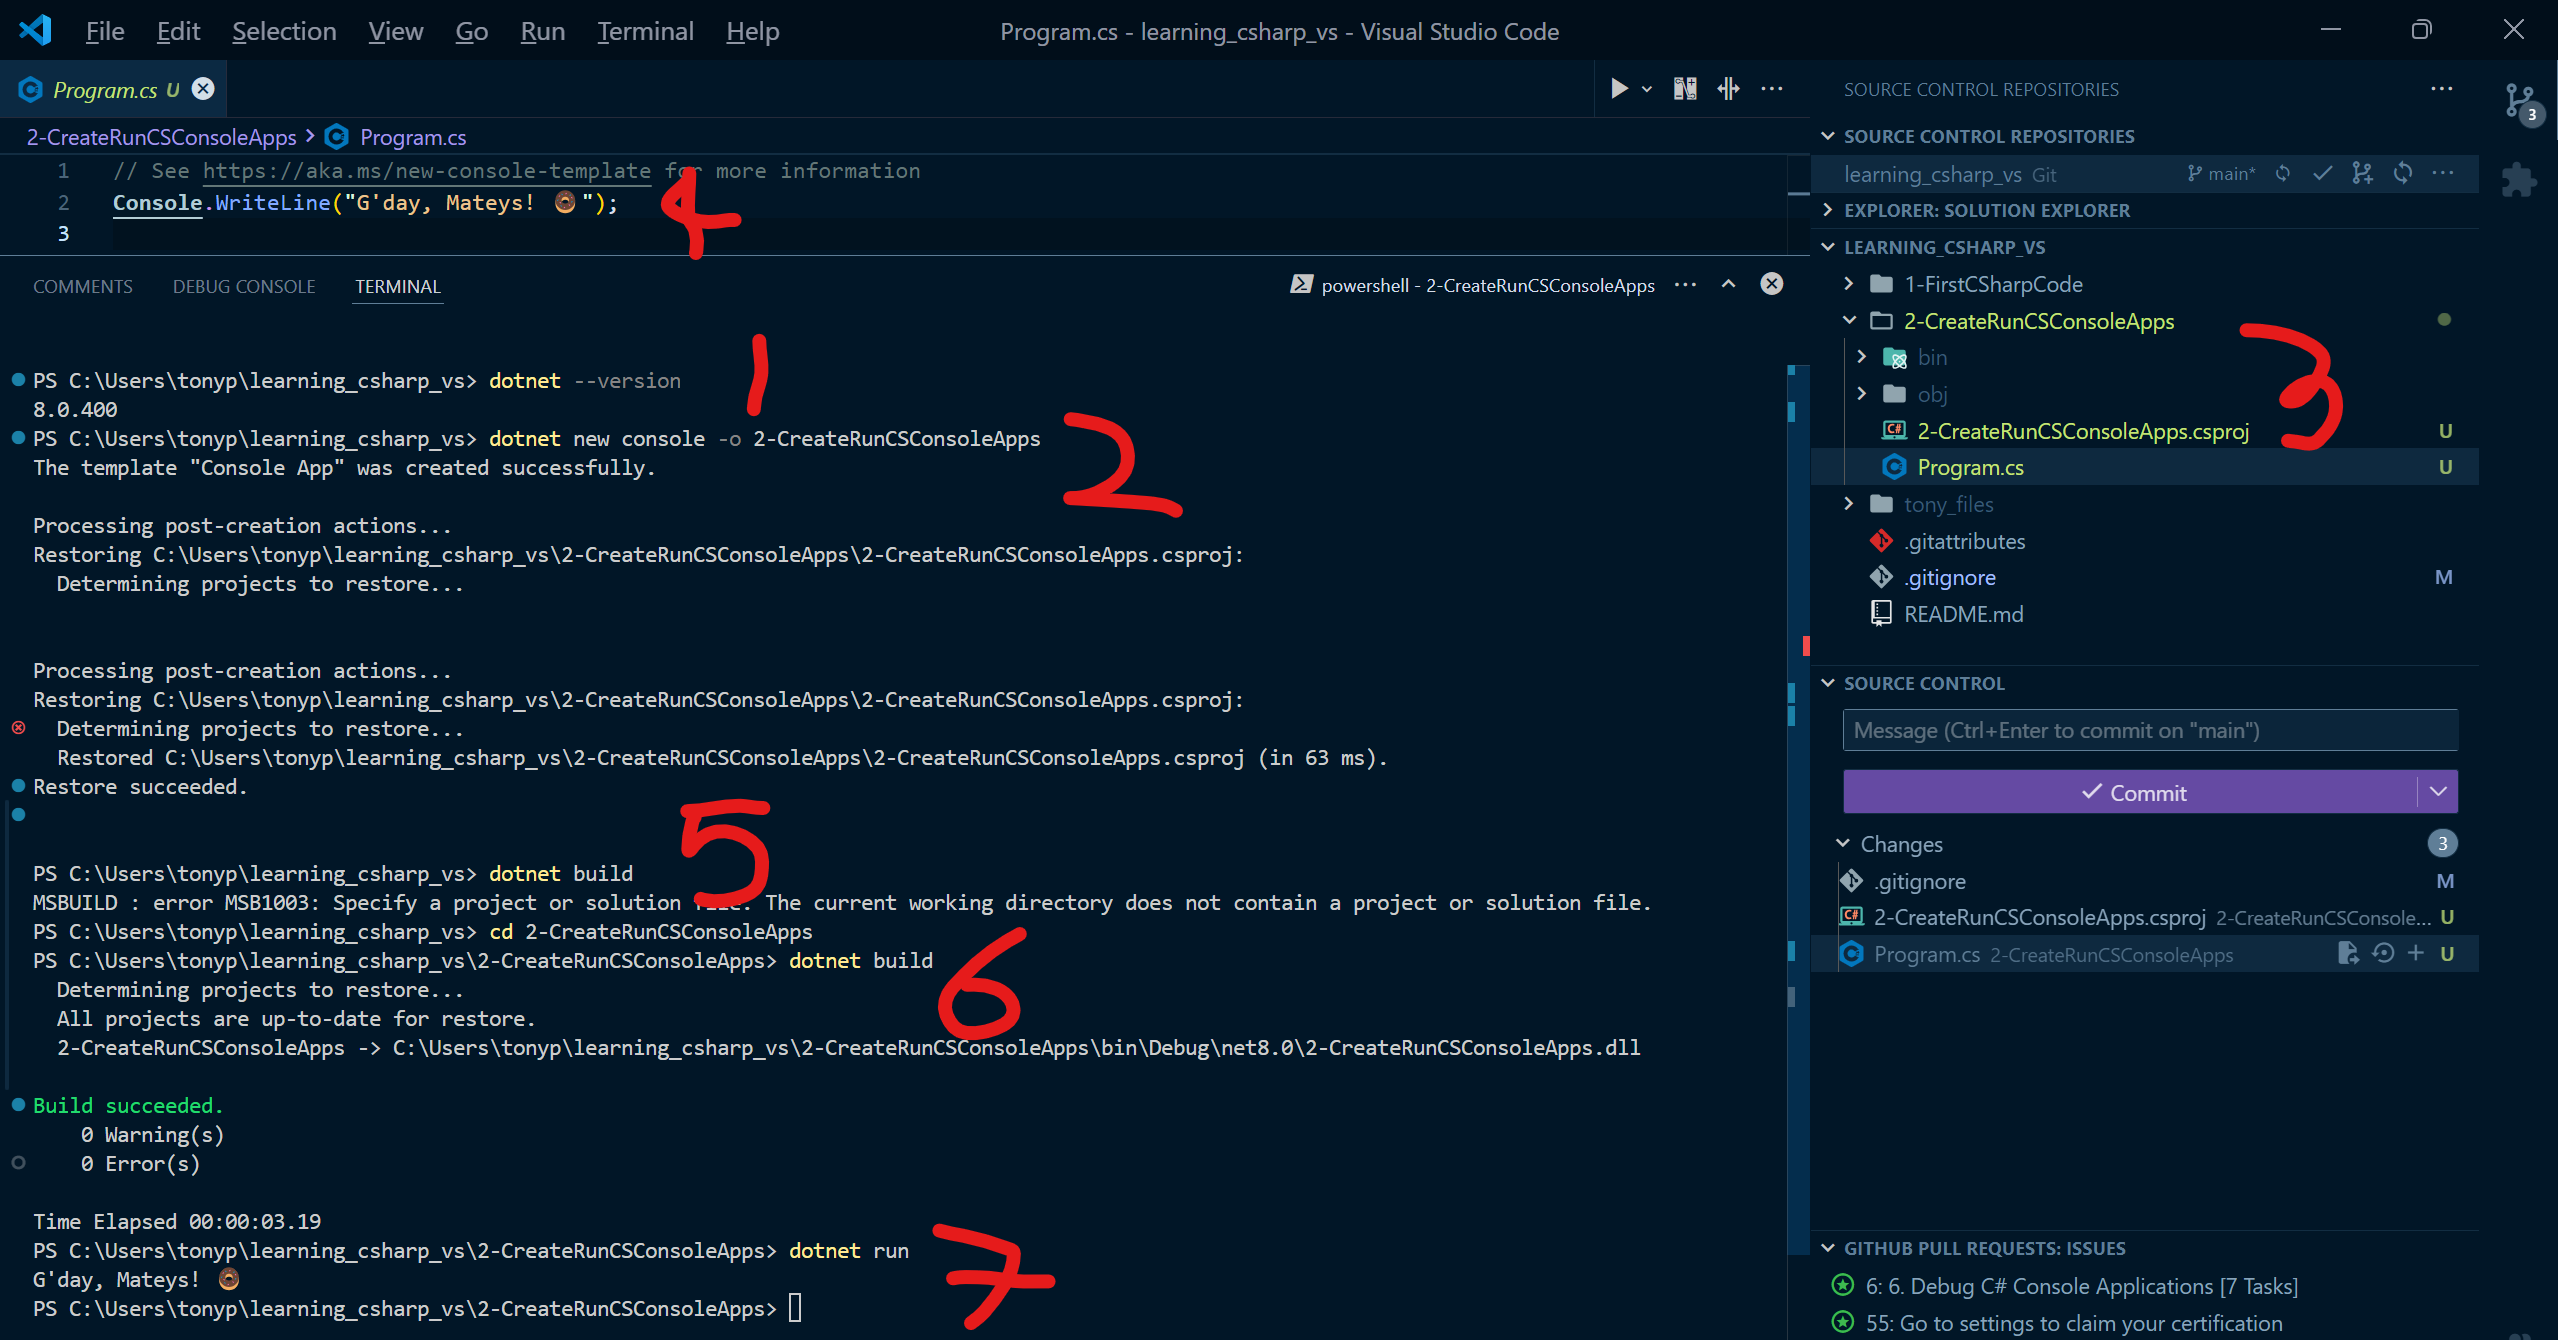 File Edit Selection View Go Run Terminal Help Program.cs - learning_csharp_vs - Visual Studio Code
Program.cs U
2-CreateRunCSConsoleApps > Program.cs
1 // See https://aka.ms/new-console-template for more information
2 Console.WriteLine("G'day, Mateys! 🍩");
3
4
COMMENTS DEBUG CONSOLE TERMINAL powershell - 2-CreateRunCSConsoleApps
1
PS C:\Users\tonyp\learning_csharp_vs> dotnet --version
8.0.400
PS C:\Users\tonyp\learning_csharp_vs> dotnet new console -o 2-CreateRunCSConsoleApps
2
The template "Console App" was created successfully.
Processing post-creation actions...
Restoring C:\Users\tonyp\learning_csharp_vs\2-CreateRunCSConsoleApps\2-CreateRunCSConsoleApps.csproj:
Determining projects to restore...
Processing post-creation actions...
Restoring C:\Users\tonyp\learning_csharp_vs\2-CreateRunCSConsoleApps\2-CreateRunCSConsoleApps.csproj:
Determining projects to restore...
Restored C:\Users\tonyp\learning_csharp_vs\2-CreateRunCSConsoleApps\2-CreateRunCSConsoleApps.csproj (in 63 ms).
Restore succeeded.
5
PS C:\Users\tonyp\learning_csharp_vs> dotnet build
MSBUILD : error MSB1003: Specify a project or solution file. The current working directory does not contain a project or solution file.
PS C:\Users\tonyp\learning_csharp_vs> cd 2-CreateRunCSConsoleApps
PS C:\Users\tonyp\learning_csharp_vs\2-CreateRunCSConsoleApps> dotnet build
6
Determining projects to restore...
All projects are up-to-date for restore.
2-CreateRunCSConsoleApps -> C:\Users\tonyp\learning_csharp_vs\2-CreateRunCSConsoleApps\bin\Debug\net8.0\2-CreateRunCSConsoleApps.dll
Build succeeded.
0 Warning(s)
0 Error(s)
Time Elapsed 00:00:03.19
PS C:\Users\tonyp\learning_csharp_vs\2-CreateRunCSConsoleApps> dotnet run
7
G'day, Mateys! 🍩
PS C:\Users\tonyp\learning_csharp_vs\2-CreateRunCSConsoleApps>
SOURCE CONTROL REPOSITORIES
3
SOURCE CONTROL REPOSITORIES
learning_csharp_vs Git main*
EXPLORER: SOLUTION EXPLORER
LEARNING_CSHARP_VS
1-FirstCSharpCode
2-CreateRunCSConsoleApps
3
bin
obj
2-CreateRunCSConsoleApps.csproj U
Program.cs U
tony_files
.gitattributes
.gitignore M
README.md
SOURCE CONTROL
Message (Ctrl+Enter to commit on "main")
Commit
Changes 3
.gitignore M
2-CreateRunCSConsoleApps.csproj 2-CreateRunCSConsole... U
Program.cs 2-CreateRunCSConsoleApps U
GITHUB PULL REQUESTS: ISSUES
6: 6. Debug C# Console Applications [7 Tasks]
55: Go to settings to claim your certification